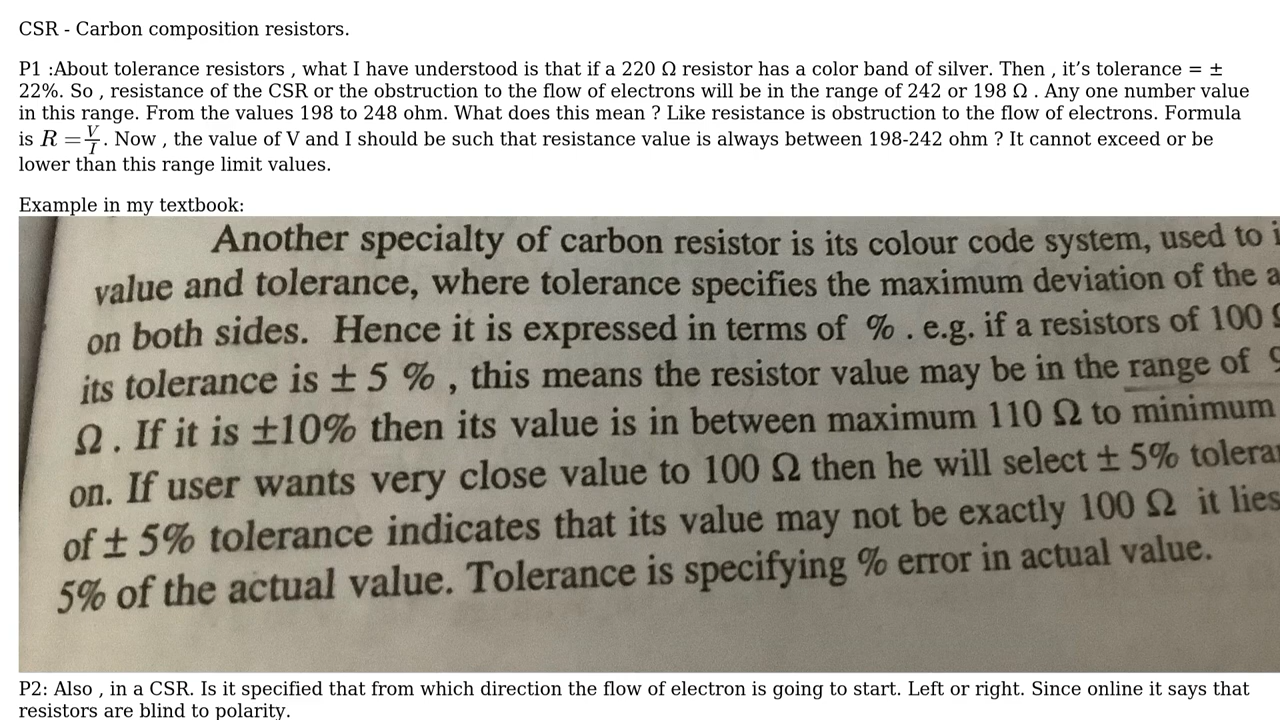 CSR - Carbon composition resistors.
P1 :About tolerance resistors , what I have understood is that if a 220 Ω resistor has a color band of silver. Then , it’s tolerance = ±
22%. So , resistance of the CSR or the obstruction to the flow of electrons will be in the range of 242 or 198 Ω . Any one number value
in this range. From the values 198 to 248 ohm. What does this mean ? Like resistance is obstruction to the flow of electrons. Formula
is R = V/I. Now , the value of V and I should be such that resistance value is always between 198-242 ohm ? It cannot exceed or be
lower than this range limit values.
Example in my textbook:
Another specialty of carbon resistor is its colour code system, used to
value and tolerance, where tolerance specifies the maximum deviation of the
on both sides. Hence it is expressed in terms of % . e.g. if a resistors of 100
its tolerance is ± 5 % , this means the resistor value may be in the range of
Ω . If it is ±10% then its value is in between maximum 110 Ω to minimum
on. If user wants very close value to 100 Ω then he will select ± 5%
of ± 5% tolerance indicates that its value may not be exactly 100 Ω it lies
5% of the actual value. Tolerance is specifying % error in actual value.
P2: Also , in a CSR. Is it specified that from which direction the flow of electron is going to start. Left or right. Since online it says that
resistors are blind to polarity.